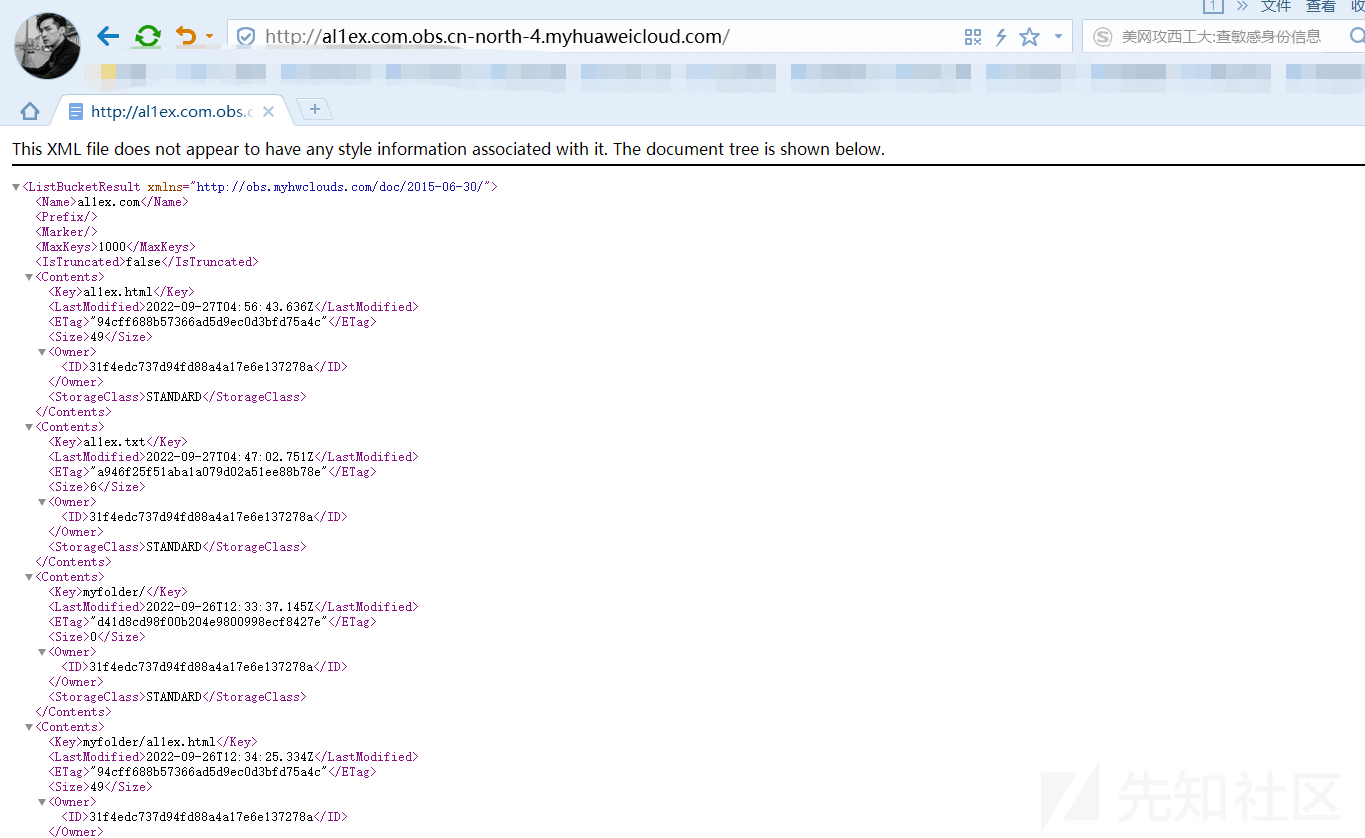 1 » 文件 查看 收
http://al1ex.com.obs.cn-north-4.myhuaweicloud.com/
美网攻西工大:查敏感身份信息
http://al1ex.com.obs.c
This XML file does not appear to have any style information associated with it. The document tree is shown below.
▼<ListBucketResult xmlns="http://obs.myhwclouds.com/doc/2015-06-30/">
<Name>al1ex.com</Name>
<Prefix/>
<Marker/>
<MaxKeys>1000</MaxKeys>
<IsTruncated>false</IsTruncated>
▼<Contents>
<Key>al1ex.html</Key>
<LastModified>2022-09-27T04:56:43.636Z</LastModified>
<ETag>"94cff688b57366ad5d9ec0d3bfd75a4c"</ETag>
<Size>49</Size>
▼<Owner>
<ID>31f4edc737d94fd88a4a17e6e137278a</ID>
</Owner>
<StorageClass>STANDARD</StorageClass>
</Contents>
▼<Contents>
<Key>al1ex.txt</Key>
<LastModified>2022-09-27T04:47:02.751Z</LastModified>
<ETag>"a946f25f51aba1a079d02a51ee88b78e"</ETag>
<Size>6</Size>
▼<Owner>
<ID>31f4edc737d94fd88a4a17e6e137278a</ID>
</Owner>
<StorageClass>STANDARD</StorageClass>
</Contents>
▼<Contents>
<Key>myfolder/</Key>
<LastModified>2022-09-26T12:33:37.145Z</LastModified>
<ETag>"d41d8cd98f00b204e9800998ecf8427e"</ETag>
<Size>0</Size>
▼<Owner>
<ID>31f4edc737d94fd88a4a17e6e137278a</ID>
</Owner>
<StorageClass>STANDARD</StorageClass>
</Contents>
▼<Contents>
<Key>myfolder/al1ex.html</Key>
<LastModified>2022-09-26T12:34:25.334Z</LastModified>
<ETag>"94cff688b57366ad5d9ec0d3bfd75a4c"</ETag>
<Size>49</Size>
▼<Owner>
<ID>31f4edc737d94fd88a4a17e6e137278a</ID>
</Owner>
先知社区